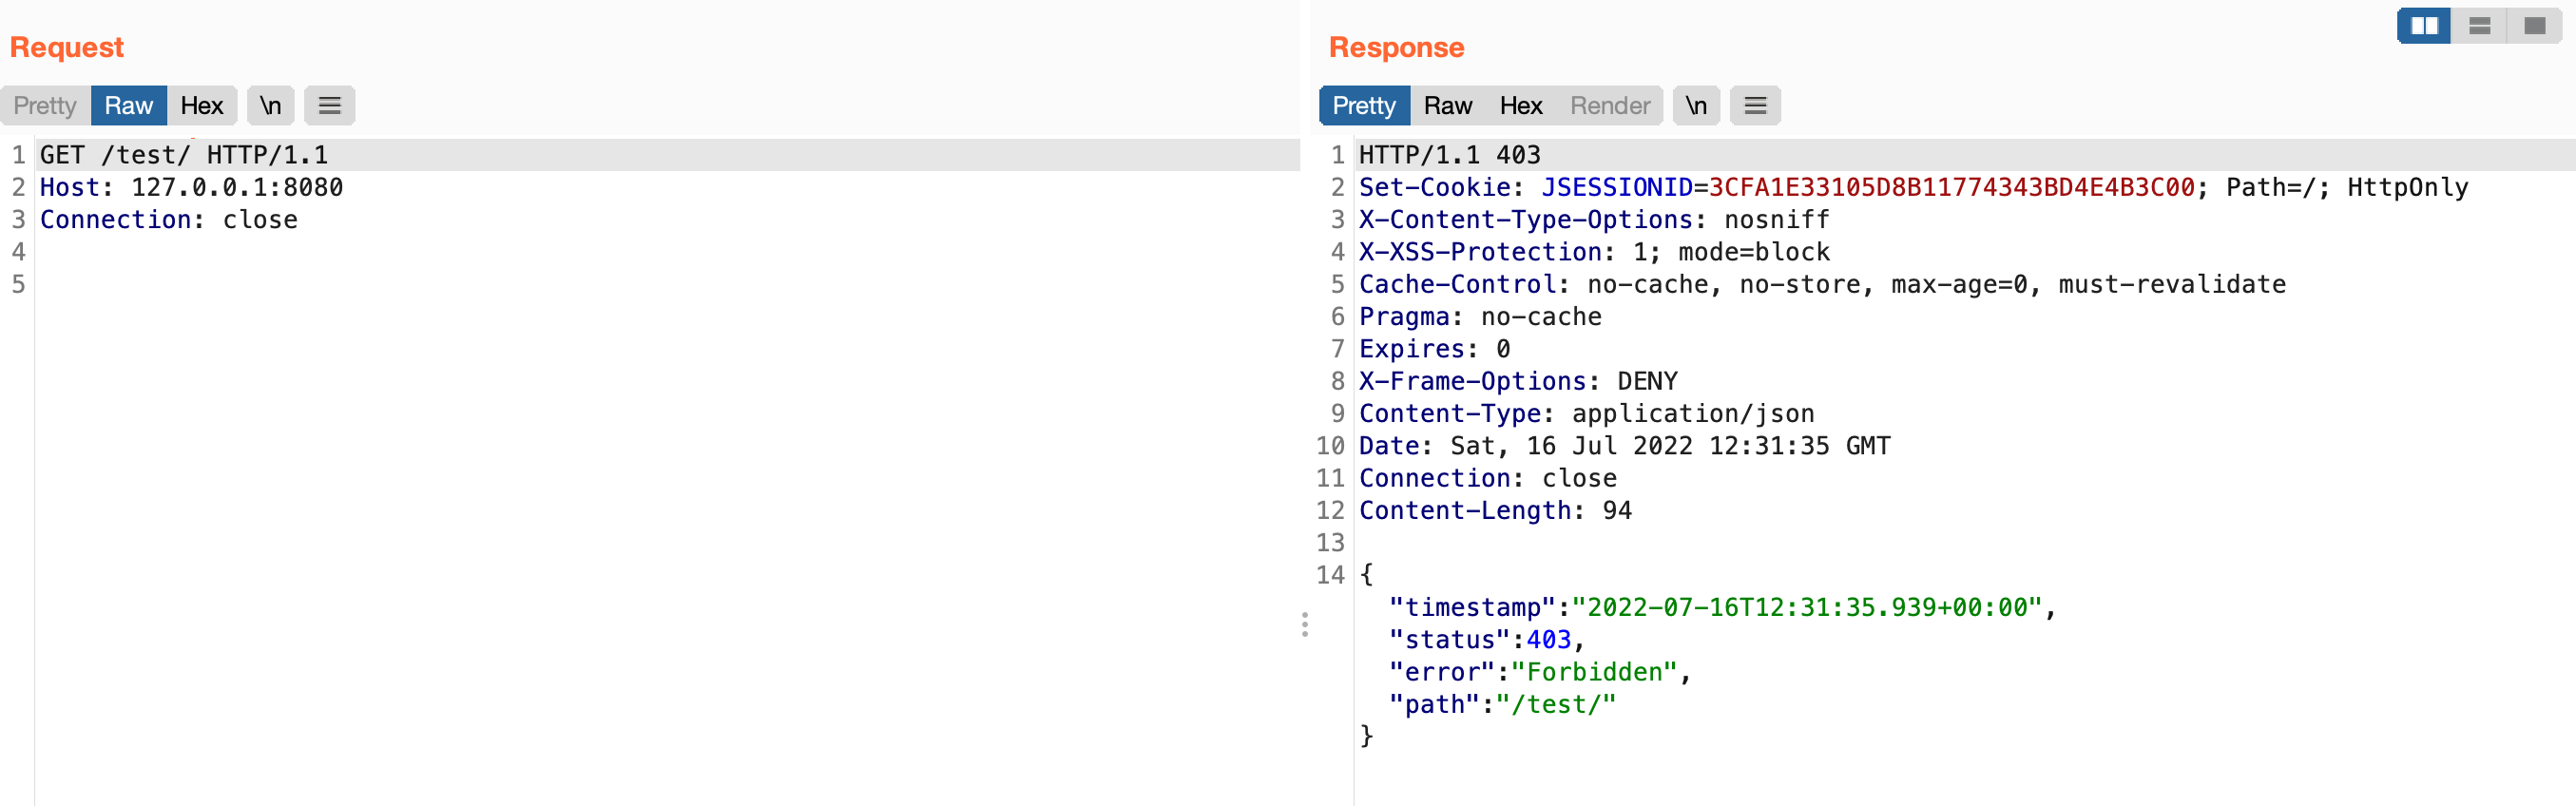 Request
Pretty Raw Hex \n
1 GET /test/ HTTP/1.1
2 Host: 127.0.0.1:8080
3 Connection: close
4
5
Response
Pretty Raw Hex Render \n
1 HTTP/1.1 403
2 Set-Cookie: JSESSIONID=3CFA1E33105D8B11774343BD4E4B3C00; Path=/; HttpOnly
3 X-Content-Type-Options: nosniff
4 X-XSS-Protection: 1; mode=block
5 Cache-Control: no-cache, no-store, max-age=0, must-revalidate
6 Pragma: no-cache
7 Expires: 0
8 X-Frame-Options: DENY
9 Content-Type: application/json
10 Date: Sat, 16 Jul 2022 12:31:35 GMT
11 Connection: close
12 Content-Length: 94
13
14 {
"timestamp":"2022-07-16T12:31:35.939+00:00",
"status":403,
"error":"Forbidden",
"path":"/test/"
}